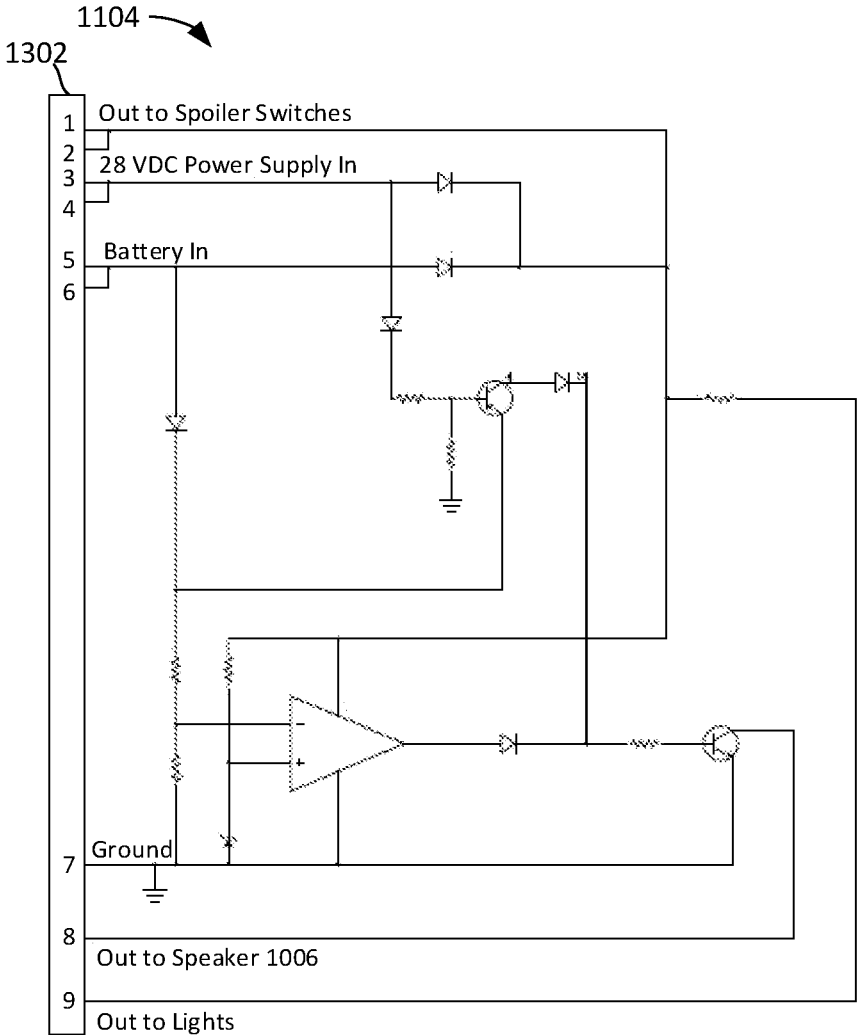 1104
1302
1 Out to Spoiler Switches
2
28 VDC Power Supply In
3
4
5 Battery In
6
-
+
Ground
7
8
Out to Speaker 1006
9
Out to Lights